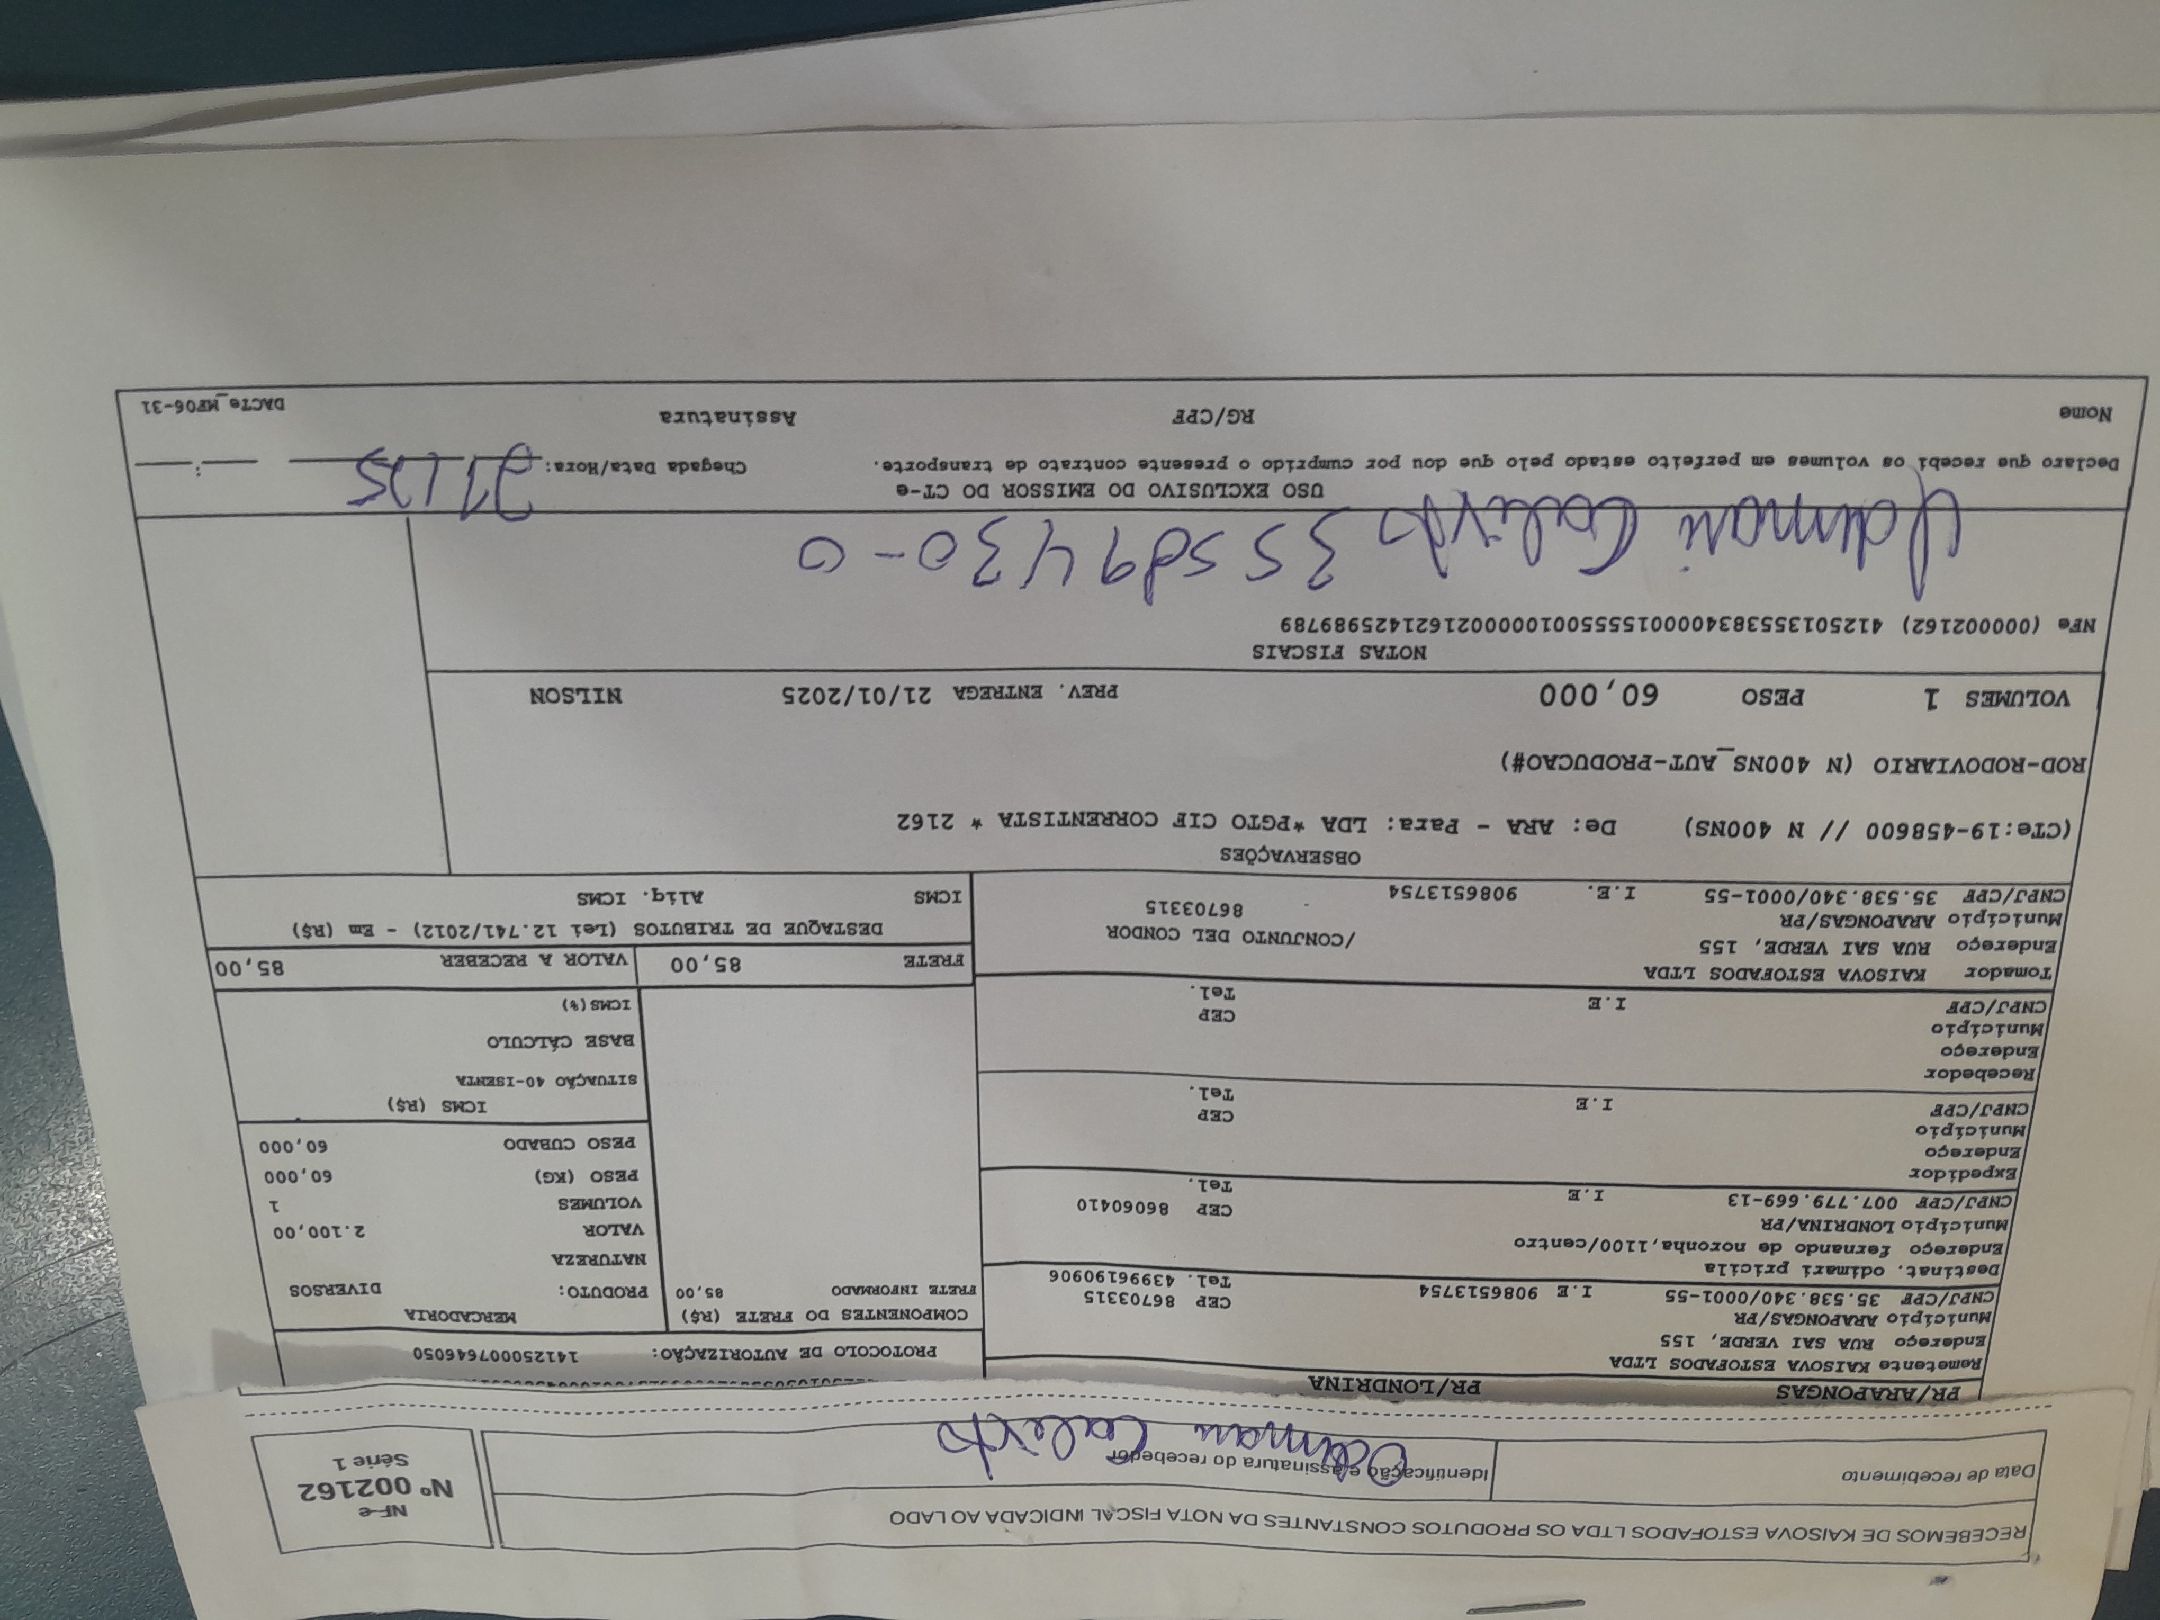 RECEBEMOS DE KAISOVA ESTOFADOS LTDA OS PRODUTOS CONSTANTES DA NOTA FISCAL INDICADA AO LADO
NF-e
Nº 002162
Série 1
Data de recebimento
Identificação e assinatura do recebedor
Calixto
PR/ARAPONGAS PR/LONDRINA
Remetente KAISOVA ESTOFADOS LTDA
Endereço RUA SAI VERDE, 155
Município ARAPONGAS/PR CEP 86703315
CNPJ/CPF 35.538.340/0001-55 I.E 9086513754 Tel. 43996190906
Destinat. odimari pricila
Endereço fernando de noronha,1100/centro
Município LONDRINA/PR CEP 86060410
CNPJ/CPF 007.779.669-13 I.E Tel.
Expedidor
Endereço
Município CEP
CNPJ/CPF I.E Tel.
Recebedor
Endereço
Município CEP
CNPJ/CPF I.E Tel.
Tomador KAISOVA ESTOFADOS LTDA
Endereço RUA SAI VERDE, 155 /CONJUNTO DEL CONDOR
Município ARAPONGAS/PR 86703315
CNPJ/CPF 35.538.340/0001-55 I.E. 9086513754
PROTOCOLO DE AUTORIZAÇÃO: 141250007646050
COMPONENTES DO FRETE (R$)
FRETE INFORMADO 85,00
MERCADORIA
PRODUTO: DIVERSOS
NATUREZA
VALOR 2.100,00
VOLUMES 1
PESO (KG) 60,000
PESO CUBADO 60,000
ICMS (R$)
SITUAÇÃO 40-ISENTA
BASE CÁLCULO
ICMS(%)
FRETE 85,00 VALOR A RECEBER 85,00
DESTAQUE DE TRIBUTOS (Lei 12.741/2012) - Em (R$)
ICMS Aliq. ICMS
OBSERVAÇÕES
(CTe:19-458600 // N 400NS) De: ARA - Para: LDA *PGTO CIF CORRENTISTA * 2162
ROD-RODOVIARIO (N 400NS_AUT-PRODUCAO#)
VOLUMES 1 PESO 60,000 PREV. ENTREGA 21/01/2025 NILSON
NOTAS FISCAIS
NFe (000002162) 41250135538340000155550010000021621425989789
Calixto
USO EXCLUSIVO DO EMISSOR DO CT-e
Declaro que recebi os volumes em perfeito estado pelo que dou por cumprido o presente contrato de transporte. Chegada Data/Hora:
Nome RG/CPF Assinatura DACTe_MF06-31